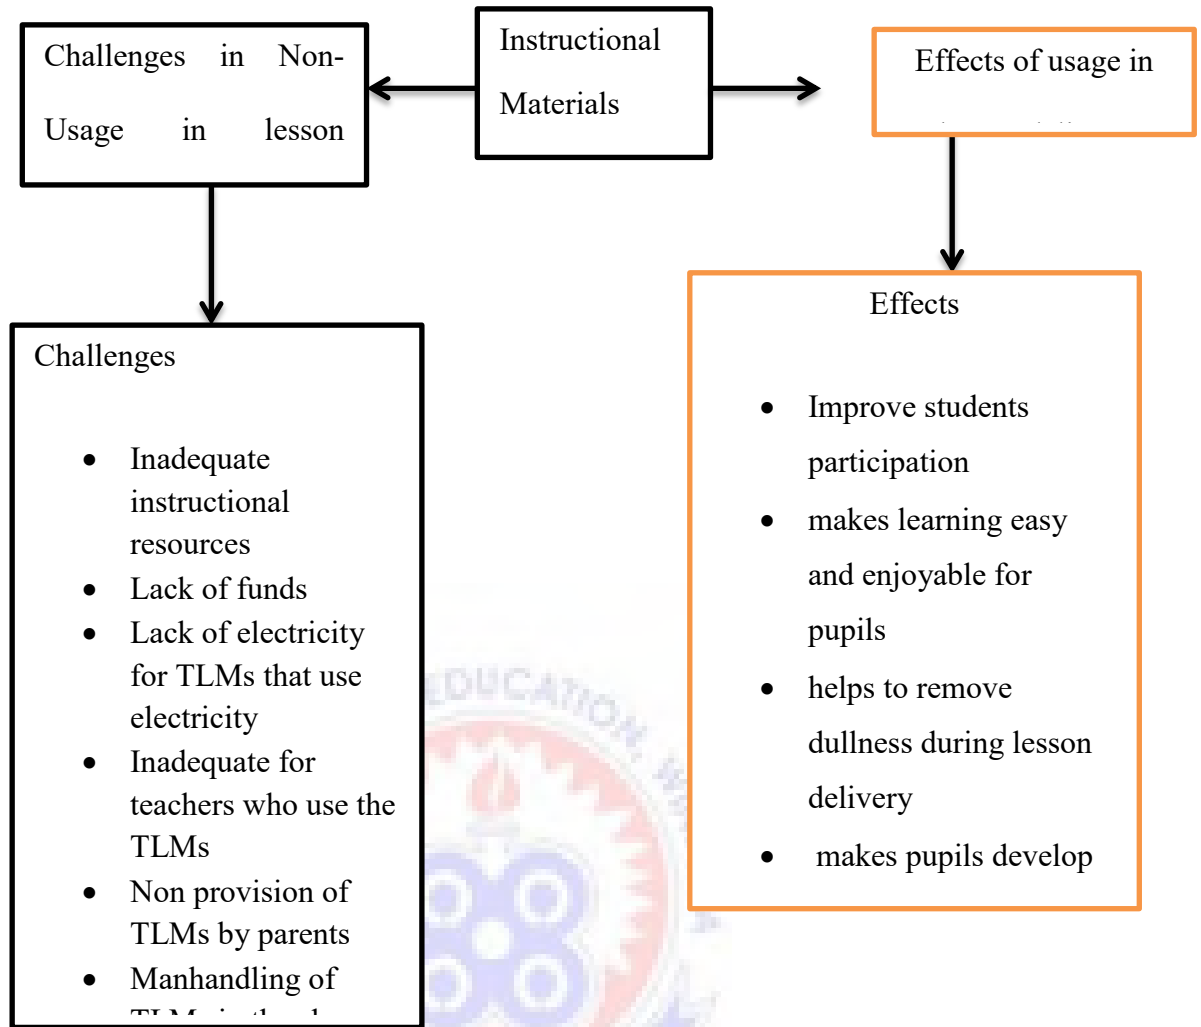 Challenges in Non-
Usage in lesson
Instructional
Materials
Effects of usage in
Challenges
• Inadequate
instructional
resources
• Lack of funds
• Lack of electricity
for TLMs that use
electricity
• Inadequate for
teachers who use the
TLMs
• Non provision of
TLMs by parents
• Manhandling of
Effects
• Improve students
participation
• makes learning easy
and enjoyable for
pupils
• helps to remove
dullness during lesson
delivery
• makes pupils develop
EDUCATION,